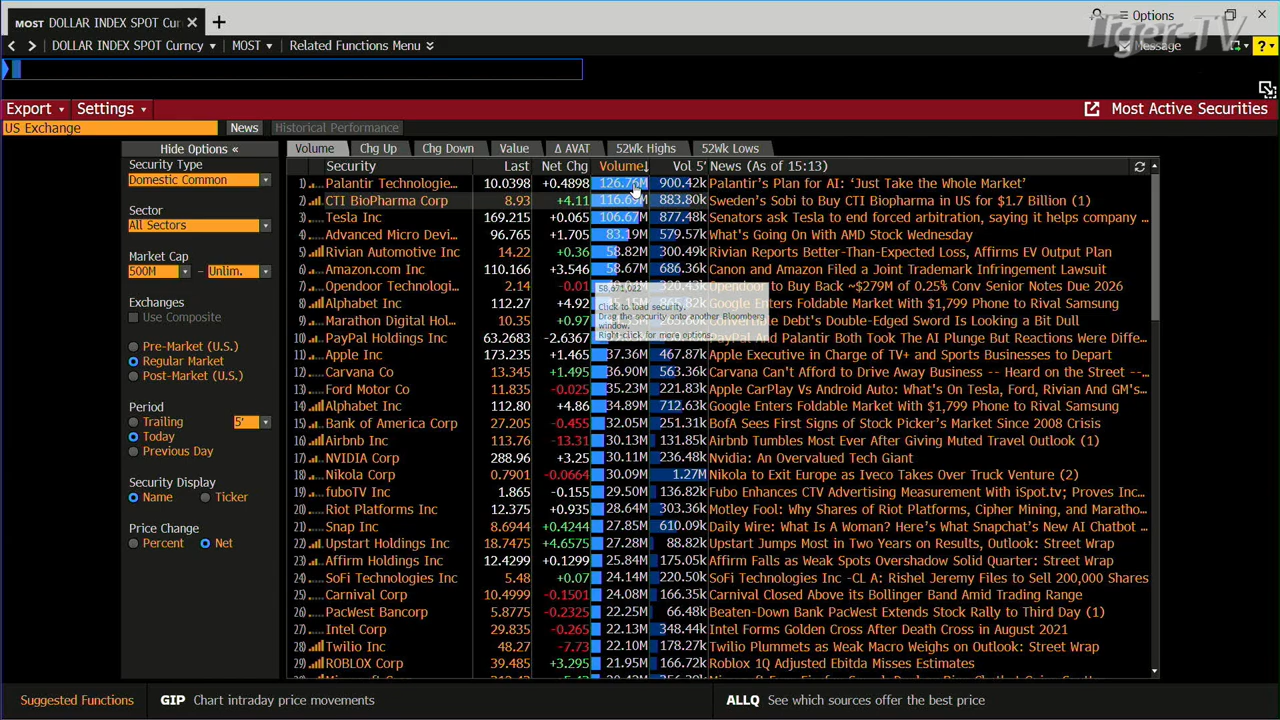 MOST DOLLAR INDEX SPOT Cur
Options
Tiger-TV
DOLLAR INDEX SPOT Curncy MOST Related Functions Menu
Message
Export Settings
Most Active Securities
US Exchange News Historical Performance
Hide Options «
Security Type
Domestic Common
Sector
All Sectors
Market Cap
500M - Unlim.
Exchanges
Use Composite
Pre-Market (U.S.)
Regular Market
Post-Market (U.S.)
Period
Trailing 5'
Today
Previous Day
Security Display
Name Ticker
Price Change
Percent Net
Volume Chg Up Chg Down Value Δ AVAT 52Wk Highs 52Wk Lows
Security Last Net Chg Volume↓ Vol 5' News (As of 15:13)
1) Palantir Technologie... 10.0398 +0.4898 126.76M 900.42k Palantir's Plan for AI: ‘Just Take the Whole Market’
2) CTI BioPharma Corp 8.93 +4.11 116.69M 883.80k Sweden's Sobi to Buy CTI Biopharma in US for $1.7 Billion (1)
3) Tesla Inc 169.215 +0.065 106.67M 877.48k Senators ask Tesla to end forced arbitration, saying it helps company ...
4) Advanced Micro Devi... 96.765 +1.705 83.19M 579.57k What's Going On With AMD Stock Wednesday
5) Rivian Automotive Inc 14.22 +0.36 58.82M 300.49k Rivian Reports Better-Than-Expected Loss, Affirms EV Output Plan
6) Amazon.com Inc 110.166 +3.546 58.67M 686.36k Canon and Amazon Filed a Joint Trademark Infringement Lawsuit
7) Opendoor Technologi... 2.14 -0.01 320.43k Opendoor to Buy Back ~$279M of 0.25% Conv Senior Notes Due 2026
8) Alphabet Inc 112.27 +4.92 865.82k Google Enters Foldable Market With $1,799 Phone to Rival Samsung
9) Marathon Digital Hol... 10.35 +0.97 Convertible Debt's Double-Edged Sword Is Looking a Bit Dull
10) PayPal Holdings Inc 63.2683 -2.6367 PayPal And Palantir Both Took The AI Plunge But Reactions Were Diffe...
Click to load security.
Drag the security onto another Bloomberg
window.
Right-click for more options.
11) Apple Inc 173.235 +1.465 37.36M 467.87k Apple Executive in Charge of TV+ and Sports Businesses to Depart
12) Carvana Co 13.345 +1.495 36.90M 563.36k Carvana Can't Afford to Drive Away Business -- Heard on the Street -- ...
13) Ford Motor Co 11.835 -0.025 35.23M 221.83k Apple CarPlay Vs Android Auto: What's On Tesla, Ford, Rivian And GM's...
14) Alphabet Inc 112.80 +4.86 34.89M 712.63k Google Enters Foldable Market With $1,799 Phone to Rival Samsung
15) Bank of America Corp 27.205 -0.455 32.05M 251.31k BofA Sees First Signs of Stock Picker's Market Since 2008 Crisis
16) Airbnb Inc 113.76 -13.31 30.13M 131.85k Airbnb Tumbles Most Ever After Giving Muted Travel Outlook (1)
17) NVIDIA Corp 288.96 +3.25 30.11M 236.48k Nvidia: An Overvalued Tech Giant
18) Nikola Corp 0.7901 -0.0664 30.09M 1.27M Nikola to Exit Europe as Iveco Takes Over Truck Venture (2)
19) fuboTV Inc 1.865 -0.155 29.50M 136.82k Fubo Enhances CTV Advertising Measurement With iSpot.tv; Proves Inc...
20) Riot Platforms Inc 12.375 +0.935 28.64M 303.36k Motley Fool: Why Shares of Riot Platforms, Cipher Mining, and Maratho...
21) Snap Inc 8.6944 +0.4244 27.85M 610.09k Daily Wire: What Is A Woman? Here's What Snapchat's New AI Chatbot ...
22) Upstart Holdings Inc 18.7475 +4.6575 27.28M 88.82k Upstart Jumps Most in Two Years on Results, Outlook: Street Wrap
23) Affirm Holdings Inc 12.4299 +0.1299 25.84M 175.05k Affirm Falls as Weak Outlook Overshadow Solid Quarter: Street Wrap
24) SoFi Technologies Inc 5.48 +0.07 24.14M 220.50k SoFi Technologies Inc -CL A: Rishel Jeremy Files to Sell 200,000 Shares
25) Carnival Corp 10.4999 -0.1501 24.08M 166.35k Carnival Closed Above its Bollinger Band Amid Trading Range
26) PacWest Bancorp 5.8775 -0.2325 22.25M 66.48k Beaten-Down Bank PacWest Extends Stock Rally to Third Day (1)
27) Intel Corp 29.835 -0.265 22.13M 348.44k Intel Forms Golden Cross After Death Cross in August 2021
28) Twilio Inc 48.27 -7.73 22.10M 178.27k Twilio Plummets as Weak Macro Weighs on Outlook: Street Wrap
29) ROBLOX Corp 39.485 +3.295 21.95M 166.72k Roblox 1Q Adjusted Ebitda Misses Estimates
Suggested Functions GIP Chart intraday price movements ALLQ See which sources offer the best price